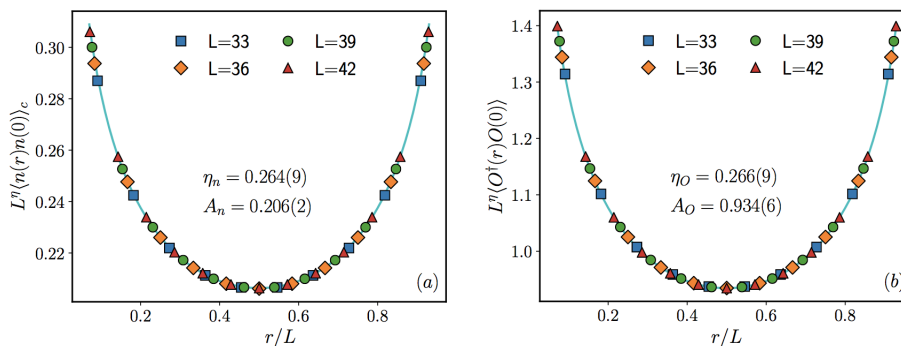 L=33 L=39
L=36 L=42
0.30
0.28
0.26
0.24
0.22
L^η⟨n(r)n(0)⟩_c
η_n = 0.264(9)
A_n = 0.206(2)
(a)
0.2 0.4 0.6 0.8
r/L
L=33 L=39
L=36 L=42
1.4
1.3
1.2
1.1
1.0
L^η⟨O†(r)O(0)⟩
η_O = 0.266(9)
A_O = 0.934(6)
(b)
0.2 0.4 0.6 0.8
r/L